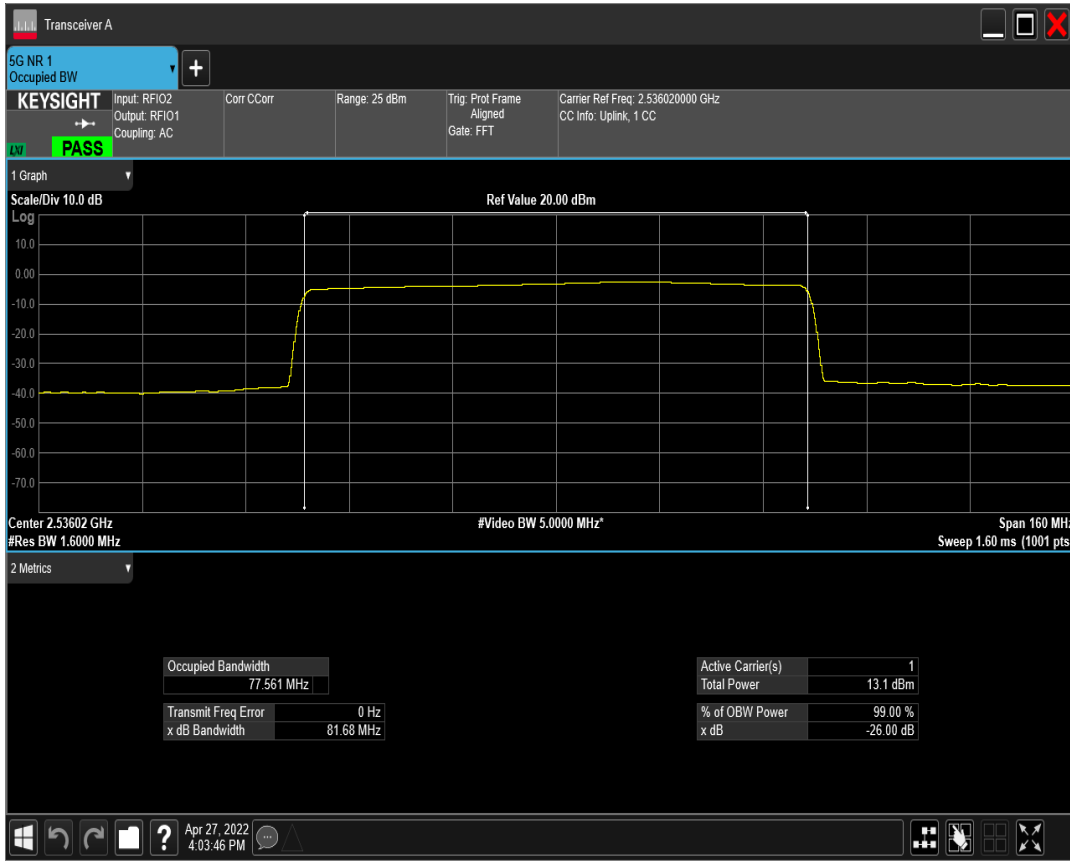 Transceiver A
5G NR 1
Occupied BW
KEYSIGHT
LXI
PASS
Input: RFIO2
Output: RFIO1
Coupling: AC
Corr CCorr
Range: 25 dBm
Trig: Prot Frame
Aligned
Gate: FFT
Carrier Ref Freq: 2.536020000 GHz
CC Info: Uplink, 1 CC
1 Graph
Scale/Div 10.0 dB
Ref Value 20.00 dBm
Log
10.0
0.00
-10.0
-20.0
-30.0
-40.0
-50.0
-60.0
-70.0
Center 2.53602 GHz
#Video BW 5.0000 MHz*
Span 160 MHz
#Res BW 1.6000 MHz
Sweep 1.60 ms (1001 pts
2 Metrics
Occupied Bandwidth
77.561 MHz
Transmit Freq Error 0 Hz
x dB Bandwidth 81.68 MHz
Active Carrier(s) 1
Total Power 13.1 dBm
% of OBW Power 99.00 %
x dB -26.00 dB
?
Apr 27, 2022
4:03:46 PM